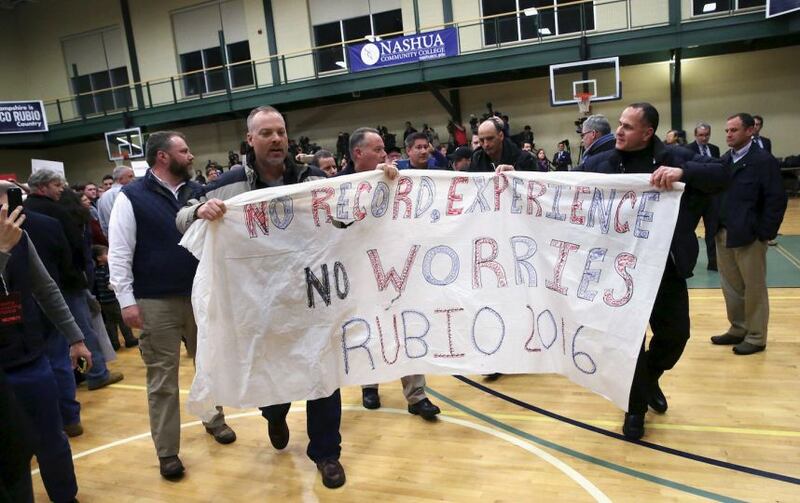 NASHUA
COMMUNITY COLLEGE
Hampshire is
CO RUBIO
Country
NO RECORD, EXPERIENCE
NO WORRIES
RUBIO 2016